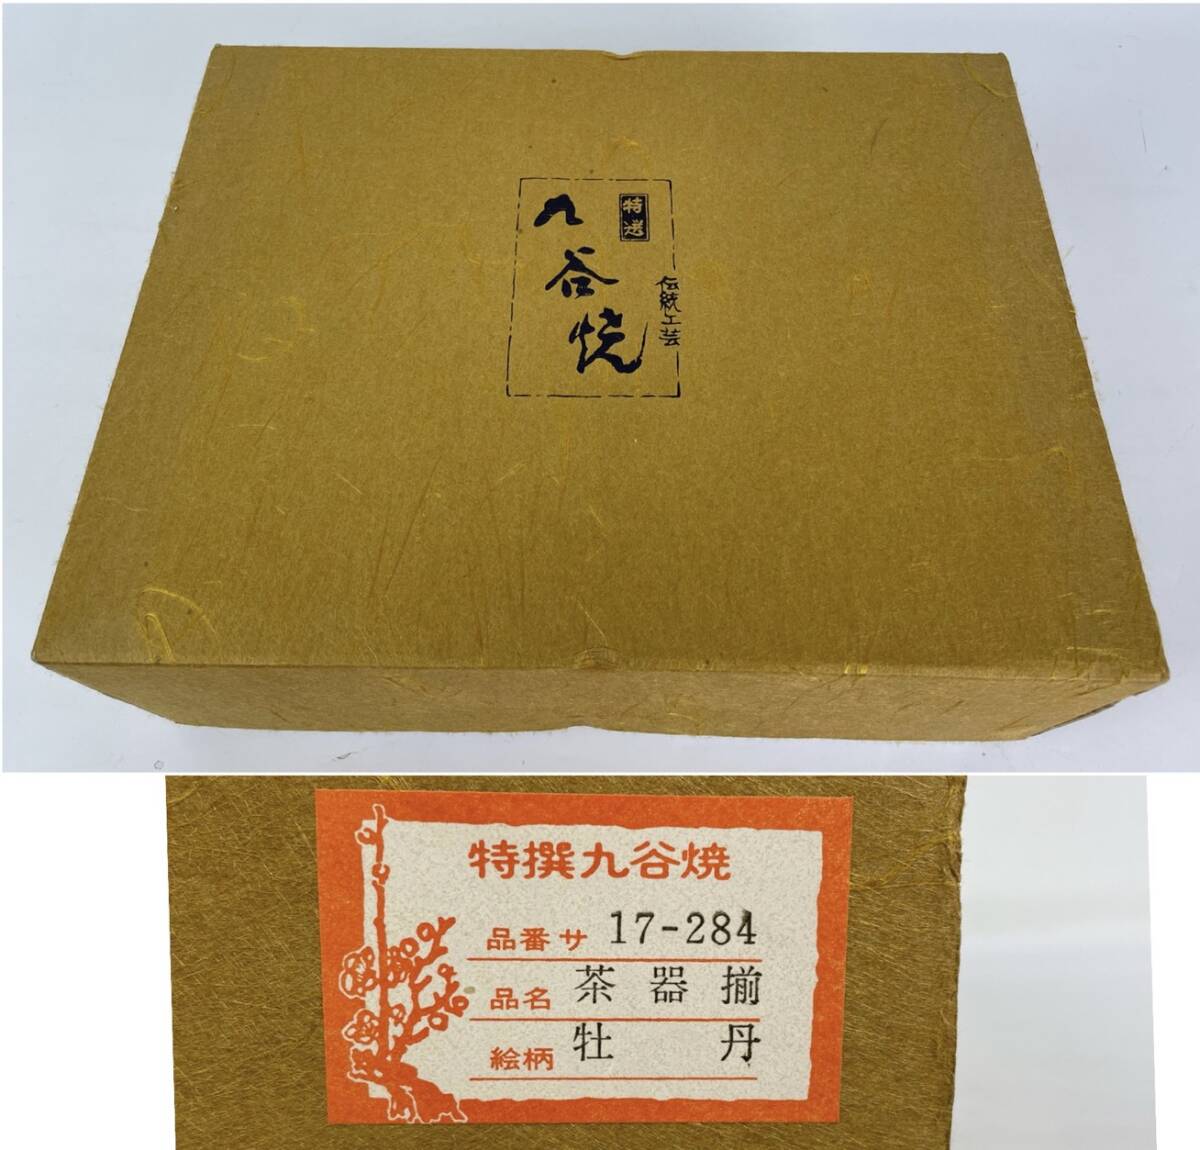 特選
九谷焼
伝統工芸
特撰九谷焼
品番サ 17-284
品名 茶器揃
絵柄 牡丹